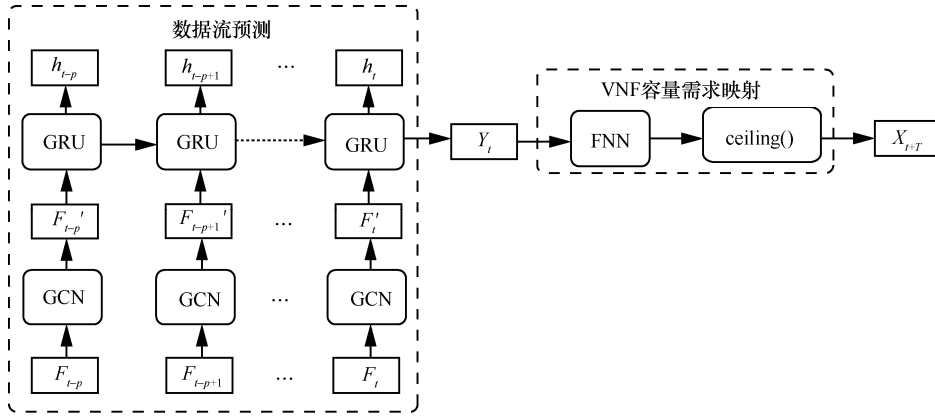 数据流预测
h_{t-p} h_{t-p+1} ... h_t
VNF容量需求映射
GRU GRU GRU Y_t FNN ceiling() X_{t+T}
F_{t-p}' F_{t-p+1}' ... F_t'
GCN GCN ... GCN
F_{t-p} F_{t-p+1} ... F_t